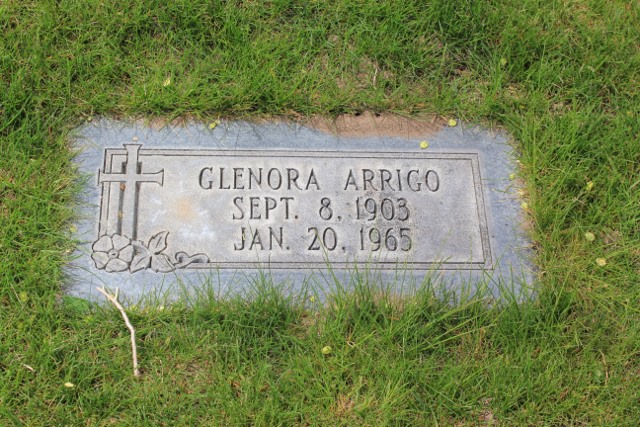 GLENORA ARRIGO
SEPT. 8, 1903
JAN. 20, 1965